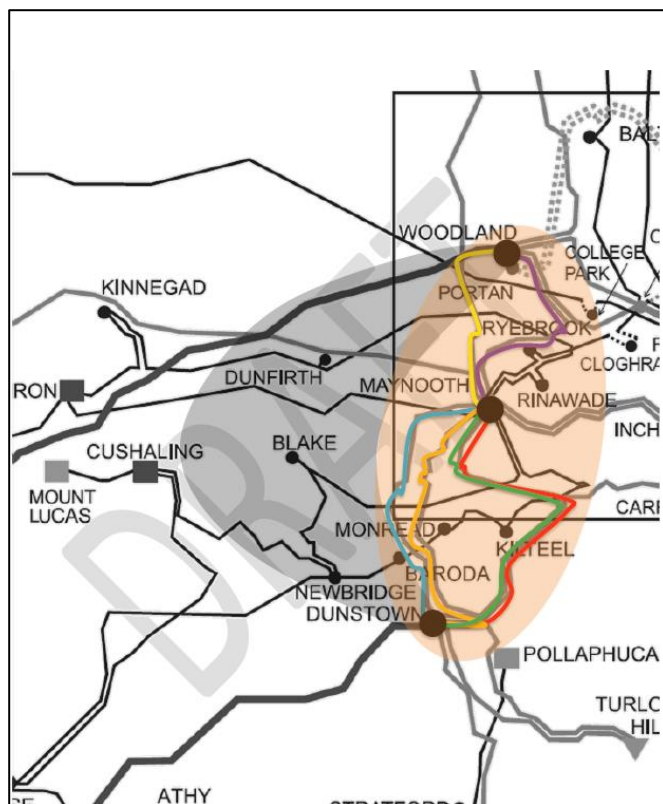 WOODLAND
COLLEGE
PARK
PORTAN
KINNEGAD
RYEBROOK
CLOGHRA
DUNFIRTH
MAYNOOTH
RINAWADE
RON
INCH
CUSHALING
BLAKE
MOUNT
LUCAS
MONREAD
KILTEEL
BARODA
NEWBRIDGE
DUNSTOWN
POLLAPHUCA
TURLO
HIL
ATHY
DRAFT